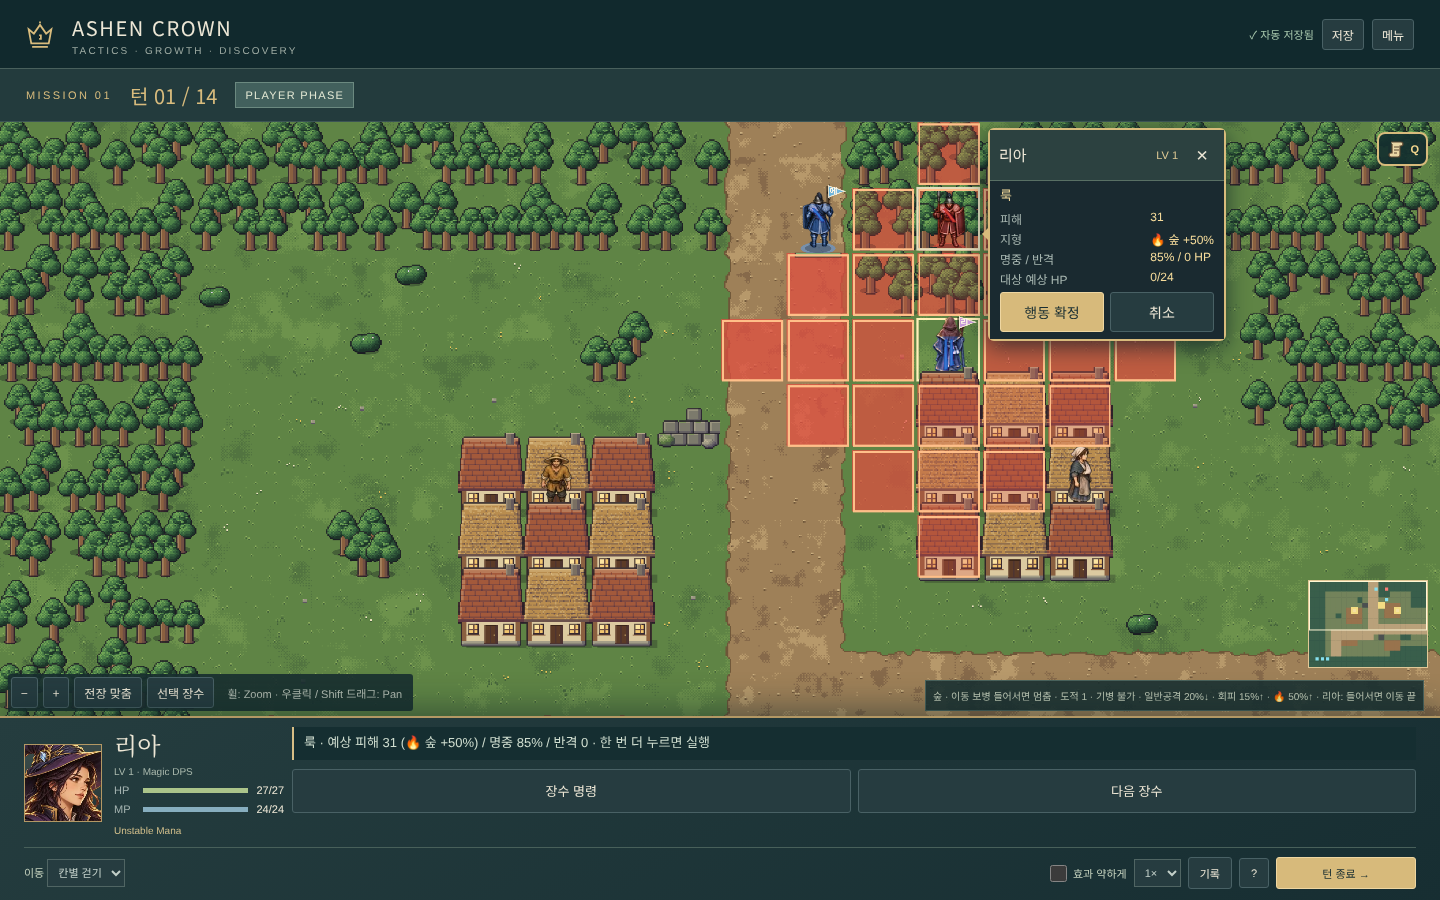 ASHEN CROWN
TACTICS · GROWTH · DISCOVERY
✓ 자동 저장됨
저장
메뉴
MISSION 01
턴 01 / 14
PLAYER PHASE
리아
LV 1
✕
룩
피해
31
지형
🔥 숲 +50%
명중 / 반격
85% / 0 HP
대상 예상 HP
0/24
행동 확정
취소
Q
−
+
전장 맞춤
선택 장수
휠: Zoom · 우클릭 / Shift 드래그: Pan
숲 · 이동 보병 들어서면 멈춤 · 도적 1 · 기병 불가 · 일반공격 20%↓ · 회피 15%↑ · 🔥 50%↑ · 리아: 들어서면 이동 끝
리아
LV 1 · Magic DPS
HP
27/27
MP
24/24
Unstable Mana
룩 · 예상 피해 31 (🔥 숲 +50%) / 명중 85% / 반격 0 · 한 번 더 누르면 실행
장수 명령
다음 장수
이동
칸별 걷기
효과 약하게
1×
기록
?
턴 종료 →